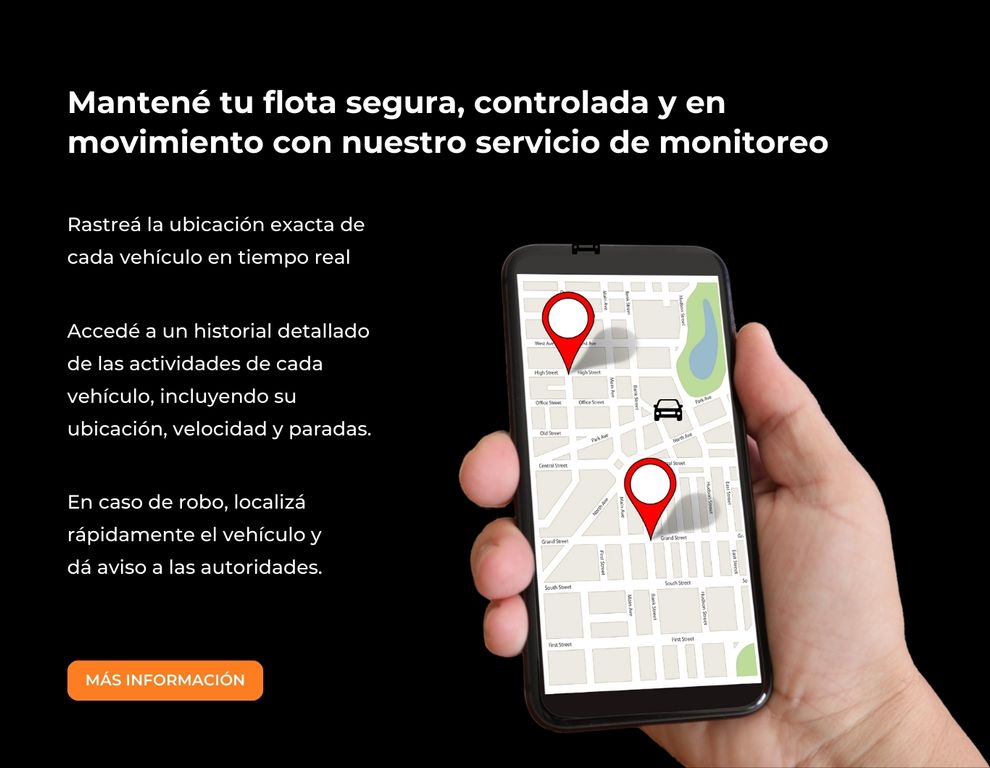 Mantené tu flota segura, controlada y en
movimiento con nuestro servicio de monitoreo
Rastreá la ubicación exacta de
cada vehículo en tiempo real
Accedé a un historial detallado
de las actividades de cada
vehículo, incluyendo su
ubicación, velocidad y paradas.
En caso de robo, localizá
rápidamente el vehículo y
dá aviso a las autoridades.
MÁS INFORMACIÓN
Main Ave
Bank Street
Hudson Street
West Ave
High Street
High Street
Main Ave
Bank Street
Office Street
Office Street
Park Ave
Old Street
Park Ave
North Ave
Central Street
North Ave
Main Ave
Hudson Street
East Street
Grand Street
Grand Street
First Street
East Street
South Street
South Street
Main Ave
Bank Street
Hudson Street
First Street
First Street